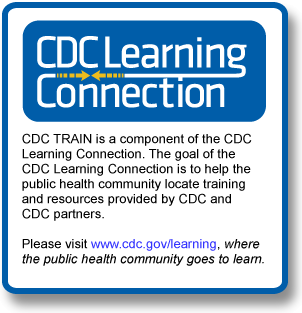 CDC Learning
Connection
CDC TRAIN is a component of the CDC
Learning Connection. The goal of the
CDC Learning Connection is to help the
public health community locate training
and resources provided by CDC and
CDC partners.
Please visit www.cdc.gov/learning, where
the public health community goes to learn.